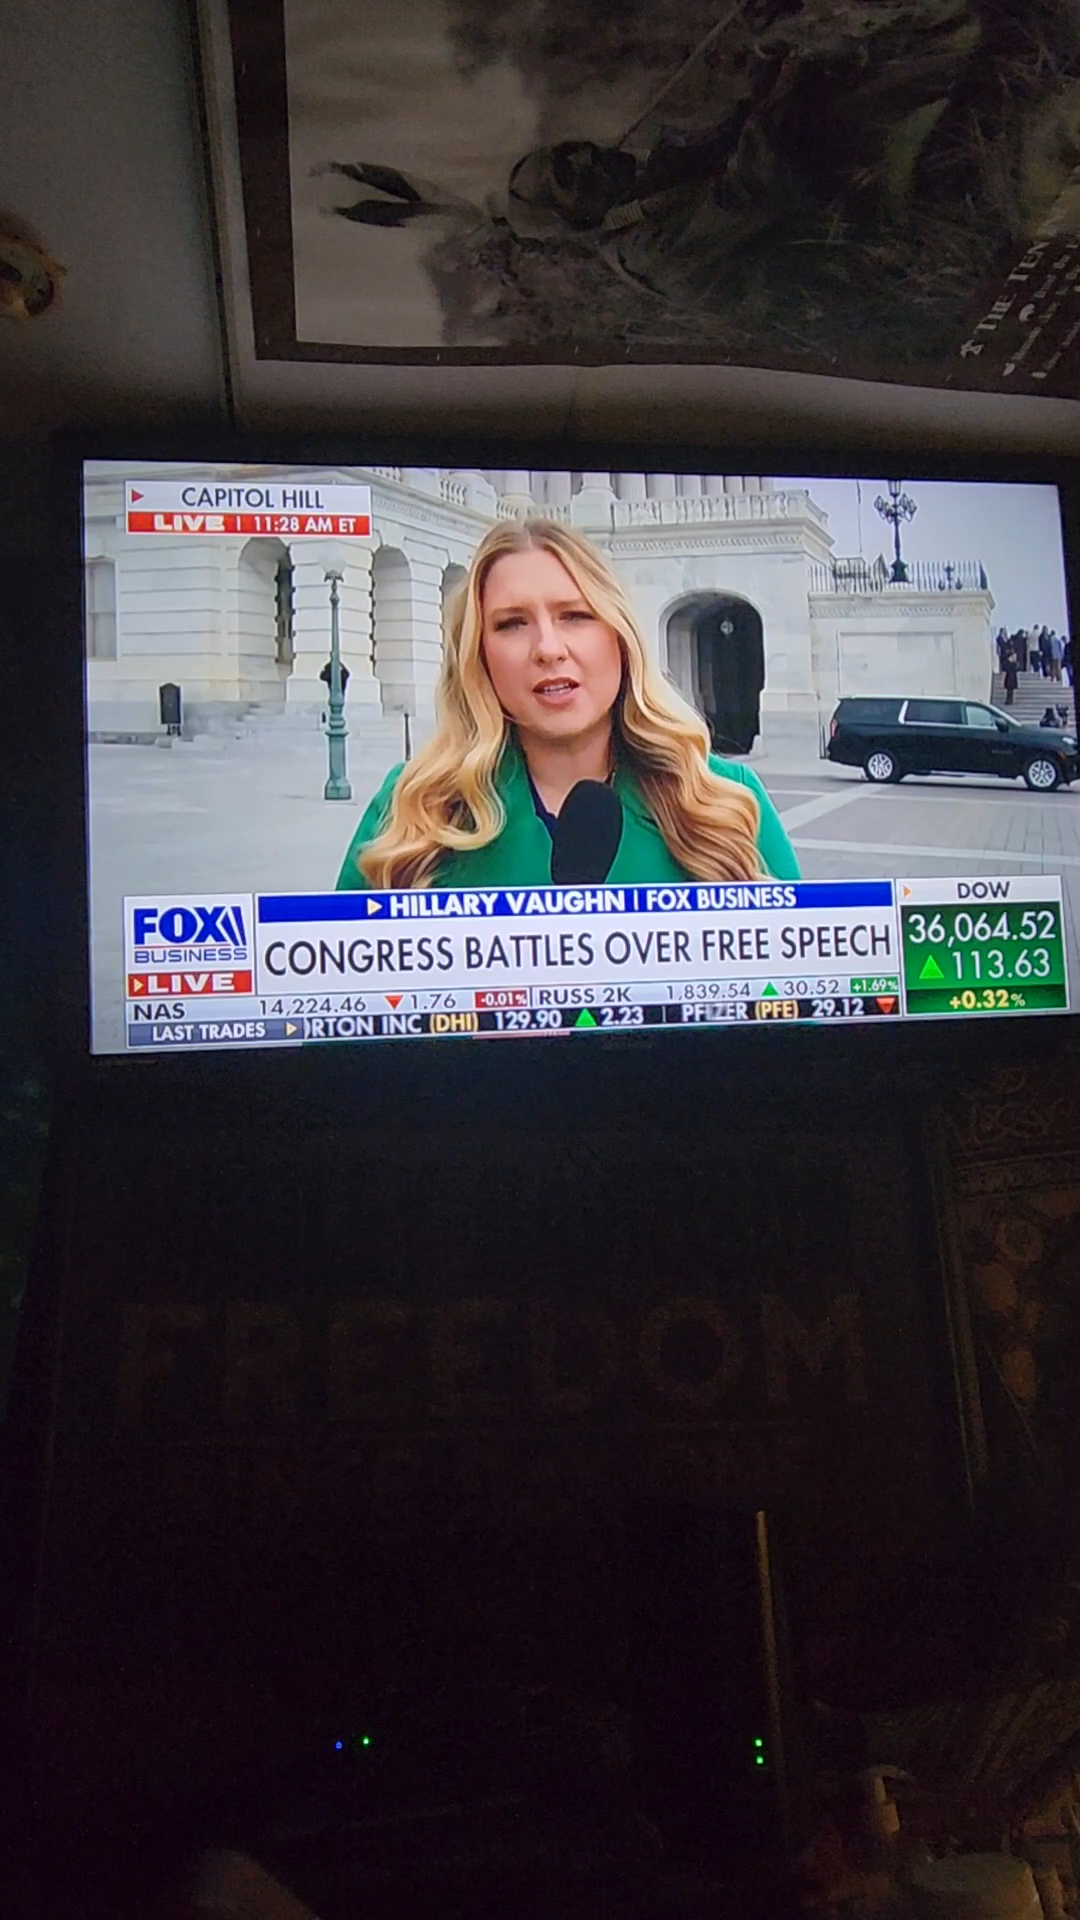 THE TEN
CAPITOL HILL
LIVE | 11:28 AM ET
HILLARY VAUGHN | FOX BUSINESS
CONGRESS BATTLES OVER FREE SPEECH
FOX
BUSINESS
LIVE
DOW
36,064.52
113.63
+0.32%
NAS 14,224.46 1.76 -0.01% RUSS 2K 1,839.54 30.52 +1.69%
LAST TRADES RTON INC (DHI) 129.90 2.23 PFIZER (PFE) 29.12
FREEDOM